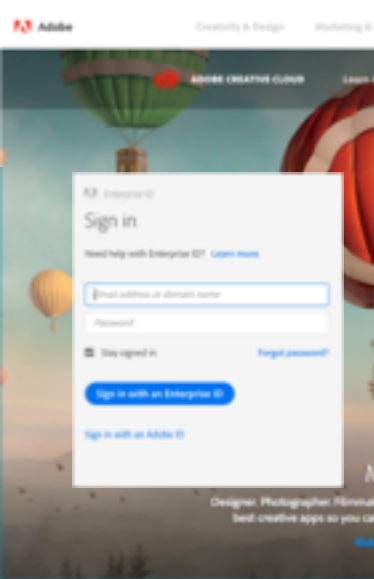 Adobe
Creativity & Design
Marketing &
ADOBE CREATIVE CLOUD
Learn
Enterprise ID
Sign in
Need help with Enterprise ID? Learn more.
Email address or domain name
Password
Stay signed in
Forgot password?
Sign in with an Enterprise ID
Sign in with an Adobe ID
Designer. Photographer. Filmmak
best creative apps so you ca